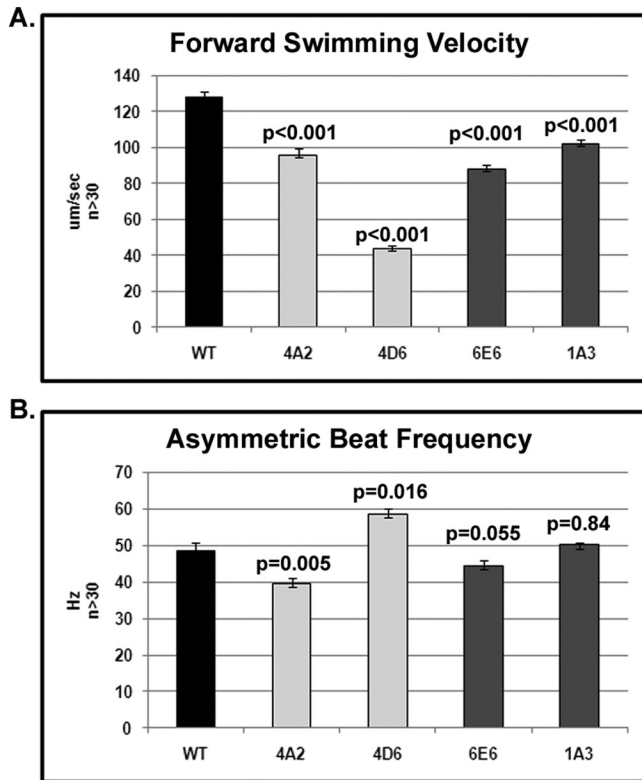 A.
Forward Swimming Velocity
140
120
100
80
60
40
20
0
um/sec
n>30
p<0.001
p<0.001
p<0.001
p<0.001
WT 4A2 4D6 6E6 1A3
B.
Asymmetric Beat Frequency
70
60
50
40
30
20
10
0
Hz
n>30
p=0.005
p=0.016
p=0.055
p=0.84
WT 4A2 4D6 6E6 1A3